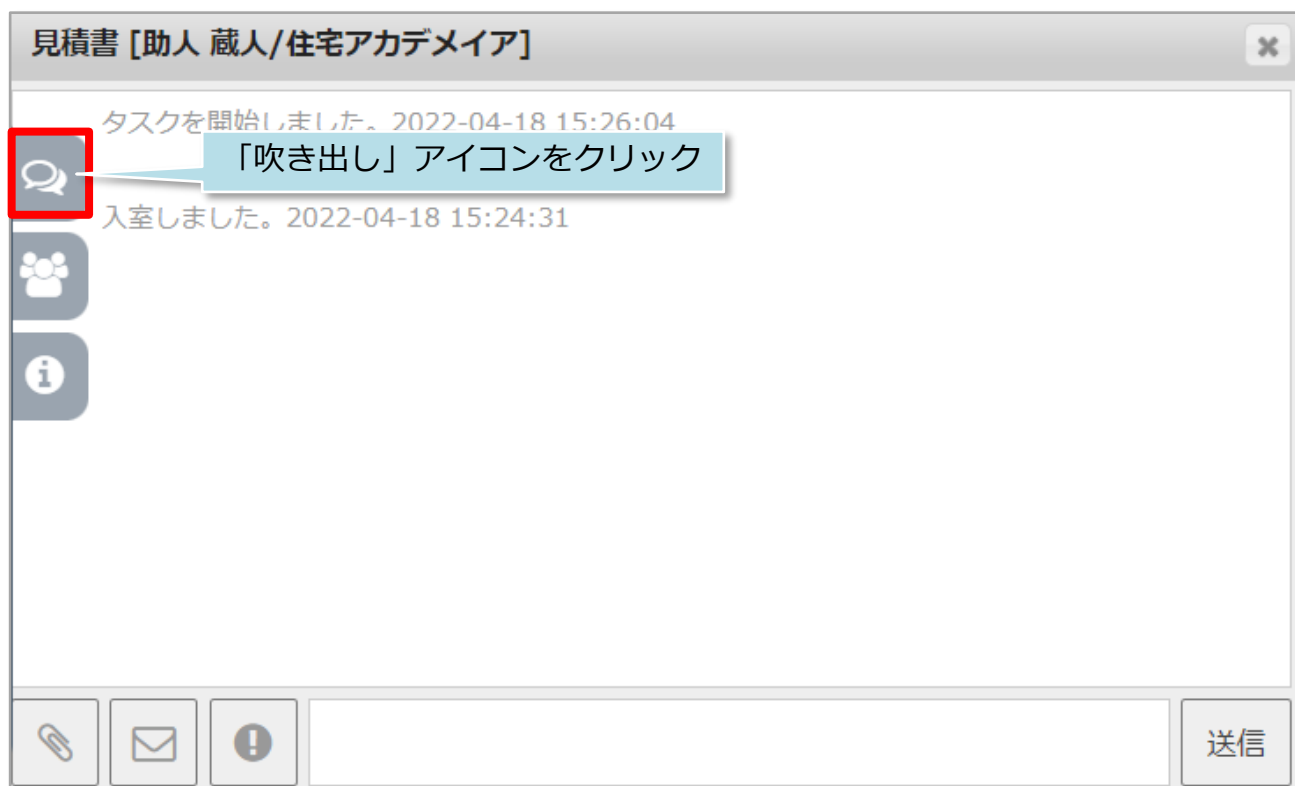 見積書 [助人 蔵人/住宅アカデメイア]
タスクを開始しました。2022-04-18 15:26:04
「吹き出し」アイコンをクリック
入室しました。2022-04-18 15:24:31
送信